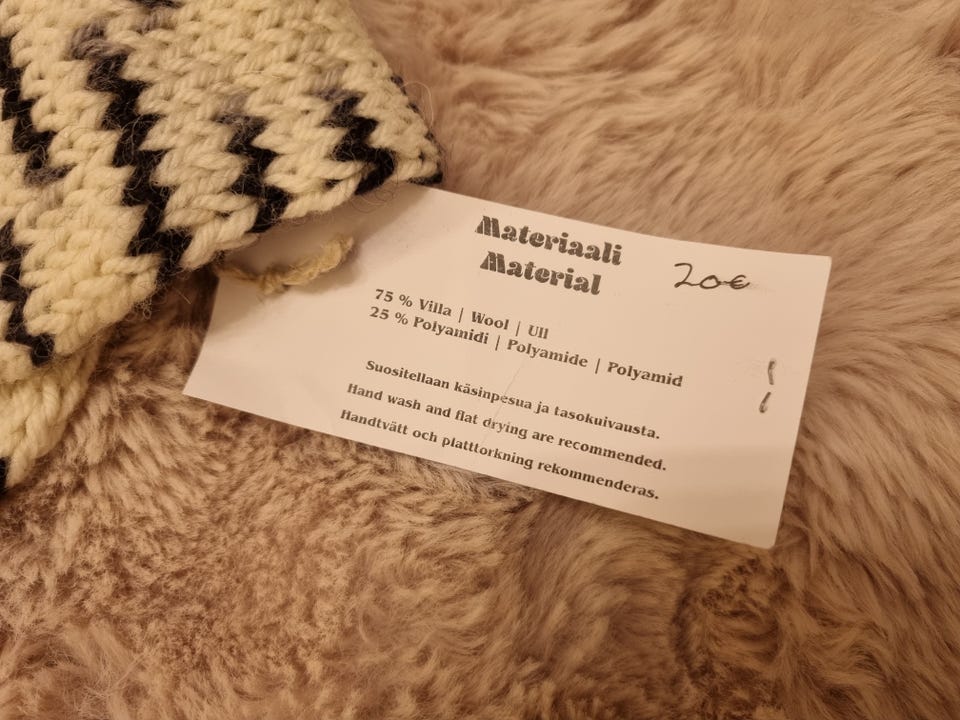 Materiaali
Material
20€
75 % Villa | Wool | Ull
25 % Polyamidi | Polyamide | Polyamid
Suositellaan käsinpesua ja tasokuivausta.
Hand wash and flat drying are recommended.
Handtvätt och platttorkning rekommenderas.